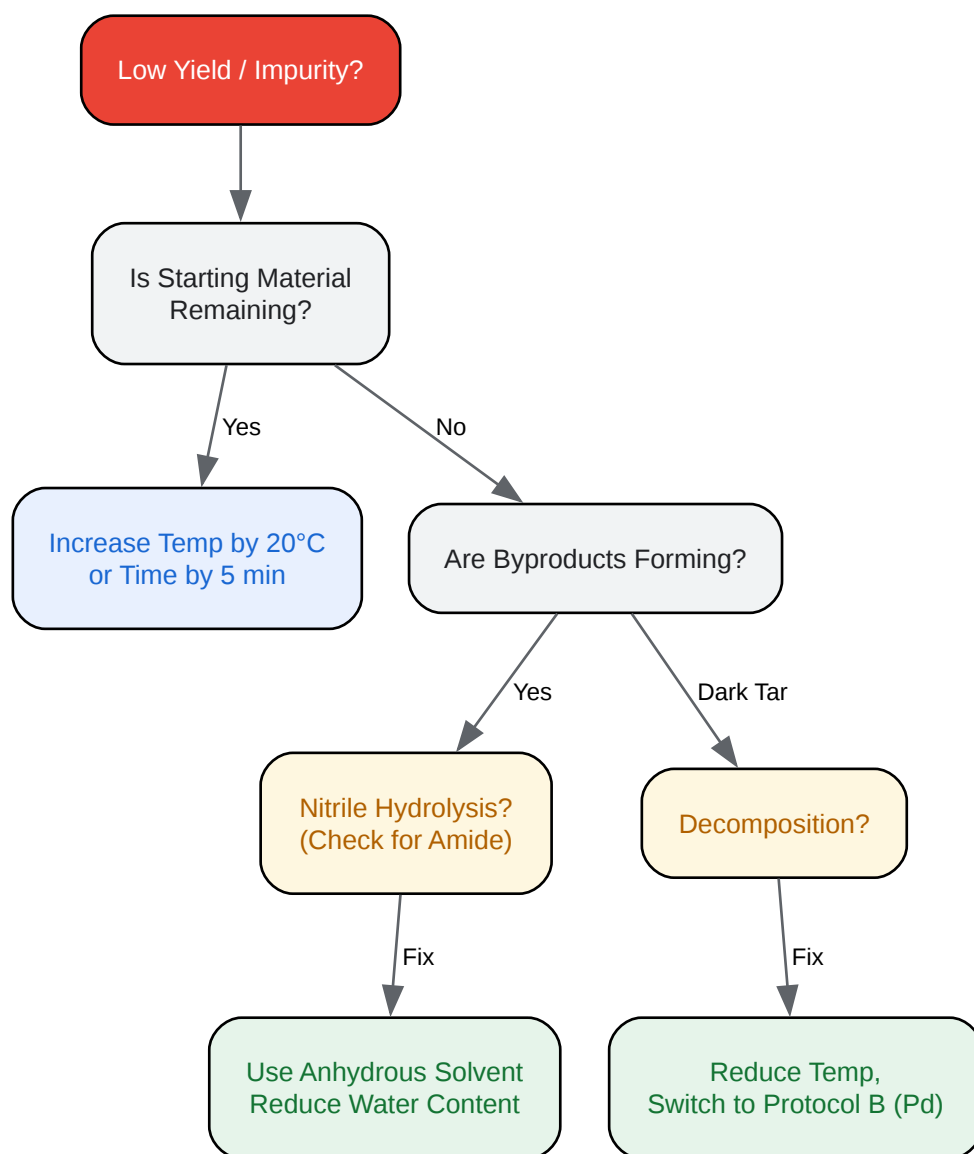 Low Yield / Impurity?
Is Starting Material
Remaining?
Yes
No
Increase Temp by 20°C
or Time by 5 min
Are Byproducts Forming?
Yes
Dark Tar
Nitrile Hydrolysis?
(Check for Amide)
Decomposition?
Fix
Fix
Use Anhydrous Solvent
Reduce Water Content
Reduce Temp,
Switch to Protocol B (Pd)